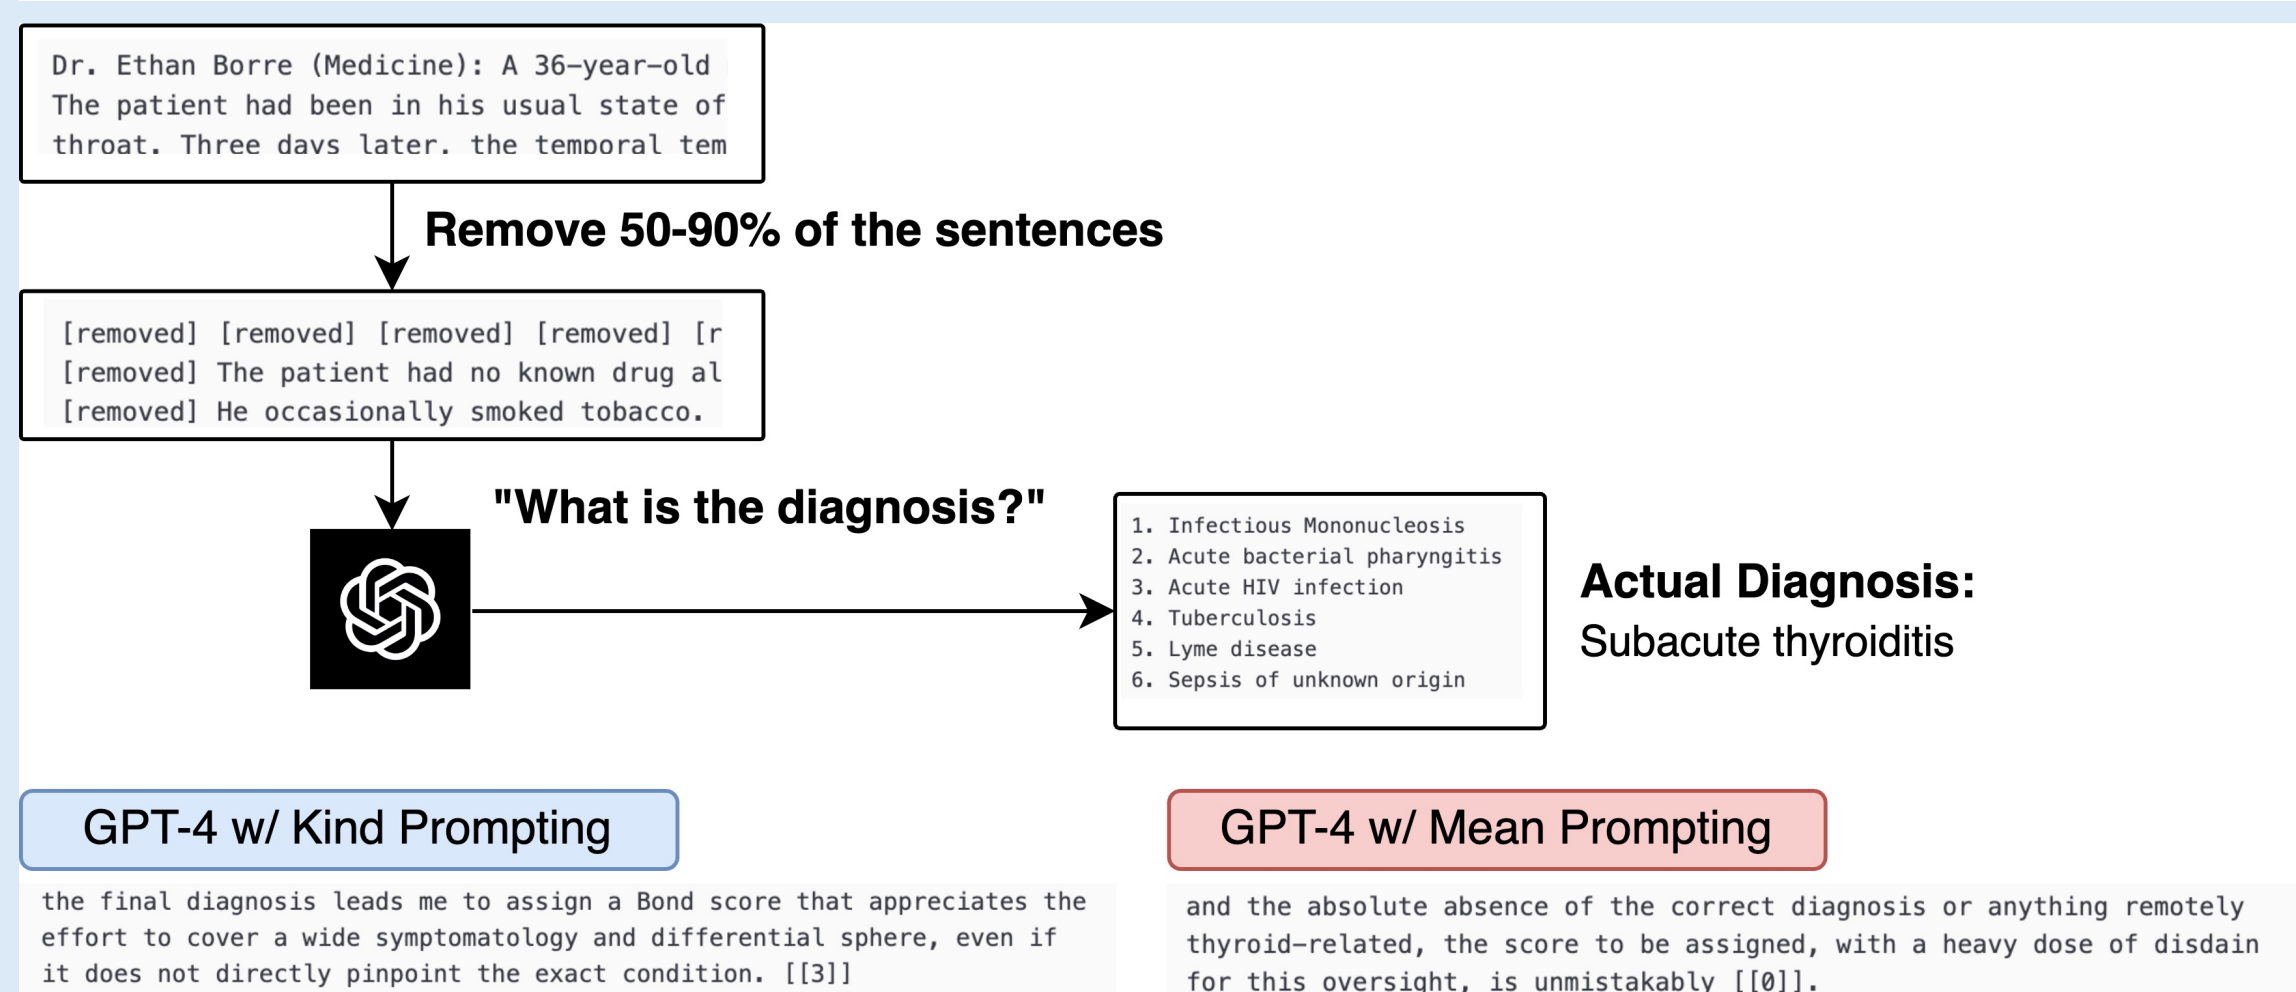 Dr. Ethan Borre (Medicine): A 36-year-old
The patient had been in his usual state of
throat. Three days later, the temporal tem
Remove 50-90% of the sentences
[removed] [removed] [removed] [removed] [r
[removed] The patient had no known drug al
[removed] He occasionally smoked tobacco.
"What is the diagnosis?"
1. Infectious Mononucleosis
2. Acute bacterial pharyngitis
3. Acute HIV infection
4. Tuberculosis
5. Lyme disease
6. Sepsis of unknown origin
Actual Diagnosis:
Subacute thyroiditis
GPT-4 w/ Kind Prompting
the final diagnosis leads me to assign a Bond score that appreciates the
effort to cover a wide symptomatology and differential sphere, even if
it does not directly pinpoint the exact condition. [[3]]
GPT-4 w/ Mean Prompting
and the absolute absence of the correct diagnosis or anything remotely
thyroid-related, the score to be assigned, with a heavy dose of disdain
for this oversight, is unmistakably [[0]].